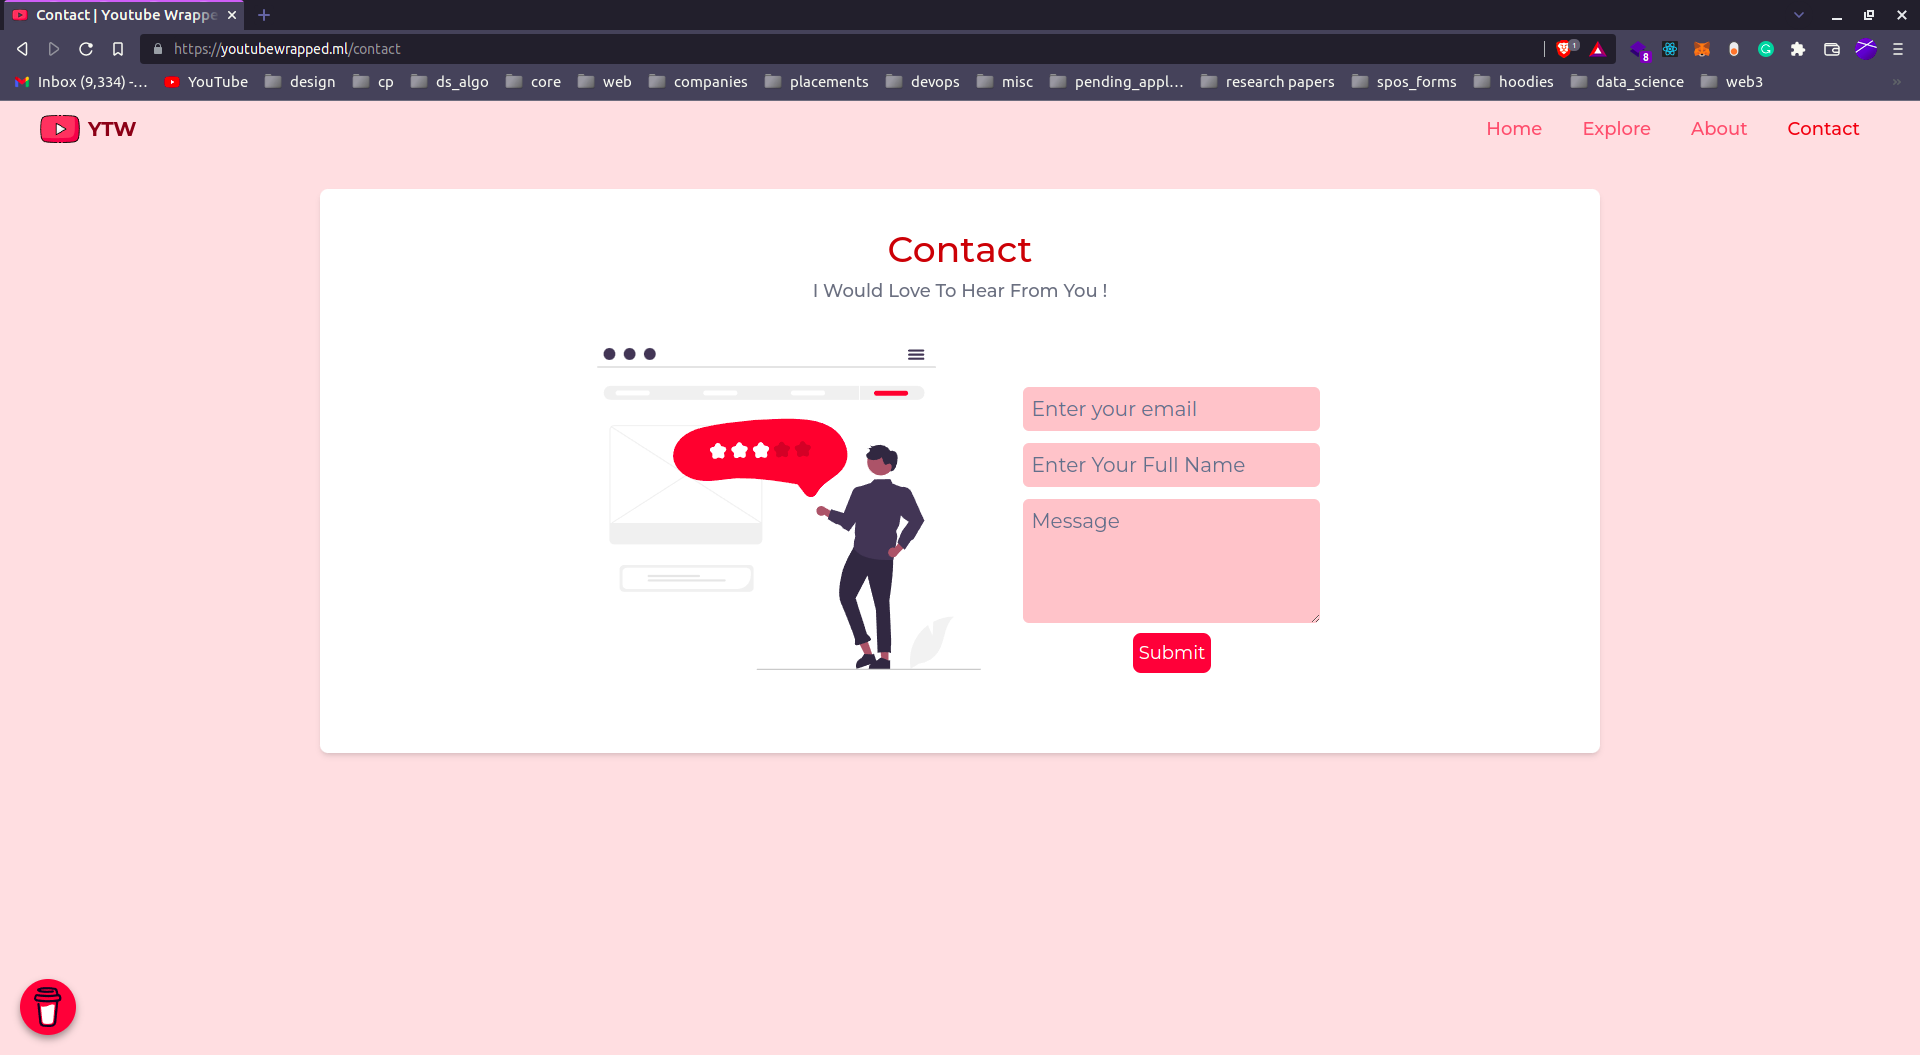 Contact | Youtube Wrappe
https://youtubewrapped.ml/contact
1
8
Inbox (9,334) -... YouTube design cp ds_algo core web companies placements devops misc pending_appl... research papers spos_forms hoodies data_science web3
YTW Home Explore About Contact
Contact
I Would Love To Hear From You !
Enter your email
Enter Your Full Name
Message
Submit